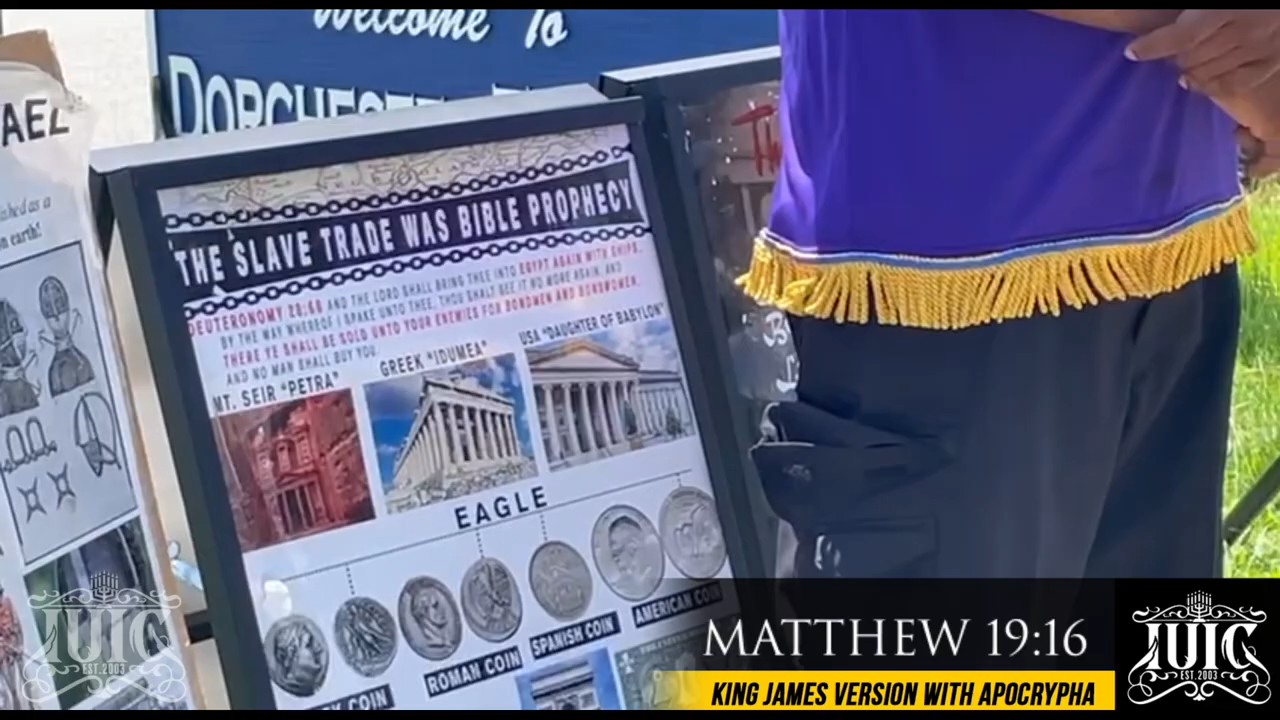 Welcome To
DORCHESTER
AEL
ished as a
n earth!
THE SLAVE TRADE WAS BIBLE PROPHECY
DEUTERONOMY 28:68 AND THE LORD SHALL BRING THEE INTO EGYPT AGAIN WITH SHIPS,
BY THE WAY WHEREOF I SPAKE UNTO THEE, THOU SHALT SEE IT NO MORE AGAIN: AND
THERE YE SHALL BE SOLD UNTO YOUR ENEMIES FOR BONDMEN AND BONDWOMEN,
AND NO MAN SHALL BUY YOU.
MT. SEIR "PETRA"
GREEK "IDUMEA"
USA "DAUGHTER OF BABYLON"
EAGLE
COIN
ROMAN COIN
SPANISH COIN
AMERICAN COIN
MATTHEW 19:16
KING JAMES VERSION WITH APOCRYPHA
IUIC
EST. 2003
IUIC
EST. 2003